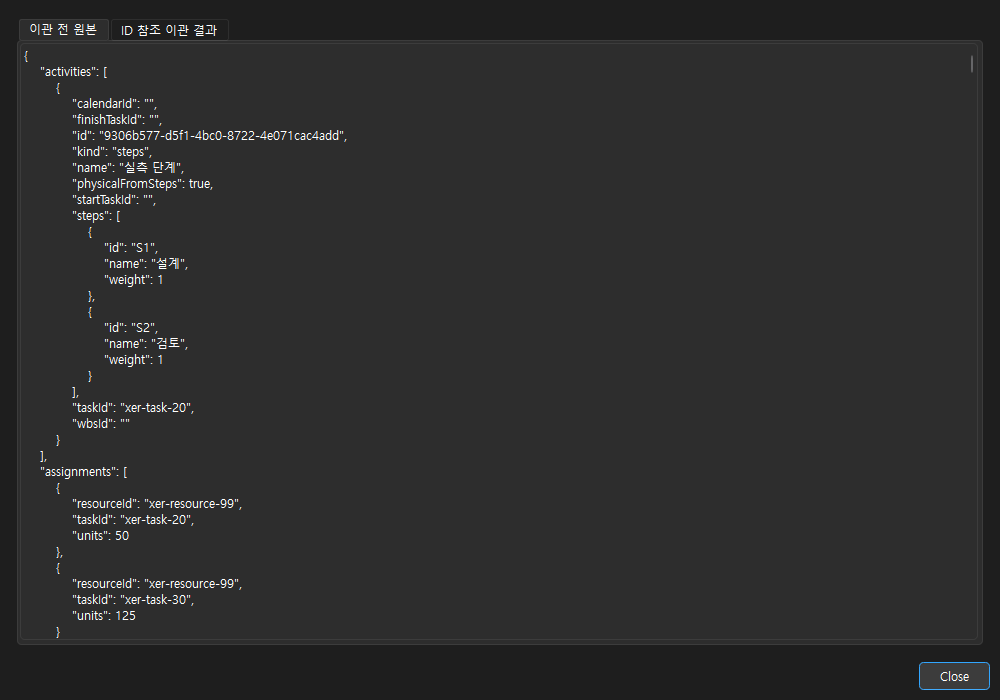 이관 전 원본
ID 참조 이관 결과
{
"activities": [
{
"calendarId": "",
"finishTaskId": "",
"id": "9306b577-d5f1-4bc0-8722-4e071cac4add",
"kind": "steps",
"name": "실측 단계",
"physicalFromSteps": true,
"startTaskId": "",
"steps": [
{
"id": "S1",
"name": "설계",
"weight": 1
},
{
"id": "S2",
"name": "검토",
"weight": 1
}
],
"taskId": "xer-task-20",
"wbsId": ""
}
],
"assignments": [
{
"resourceId": "xer-resource-99",
"taskId": "xer-task-20",
"units": 50
},
{
"resourceId": "xer-resource-99",
"taskId": "xer-task-30",
"units": 125
}
Close